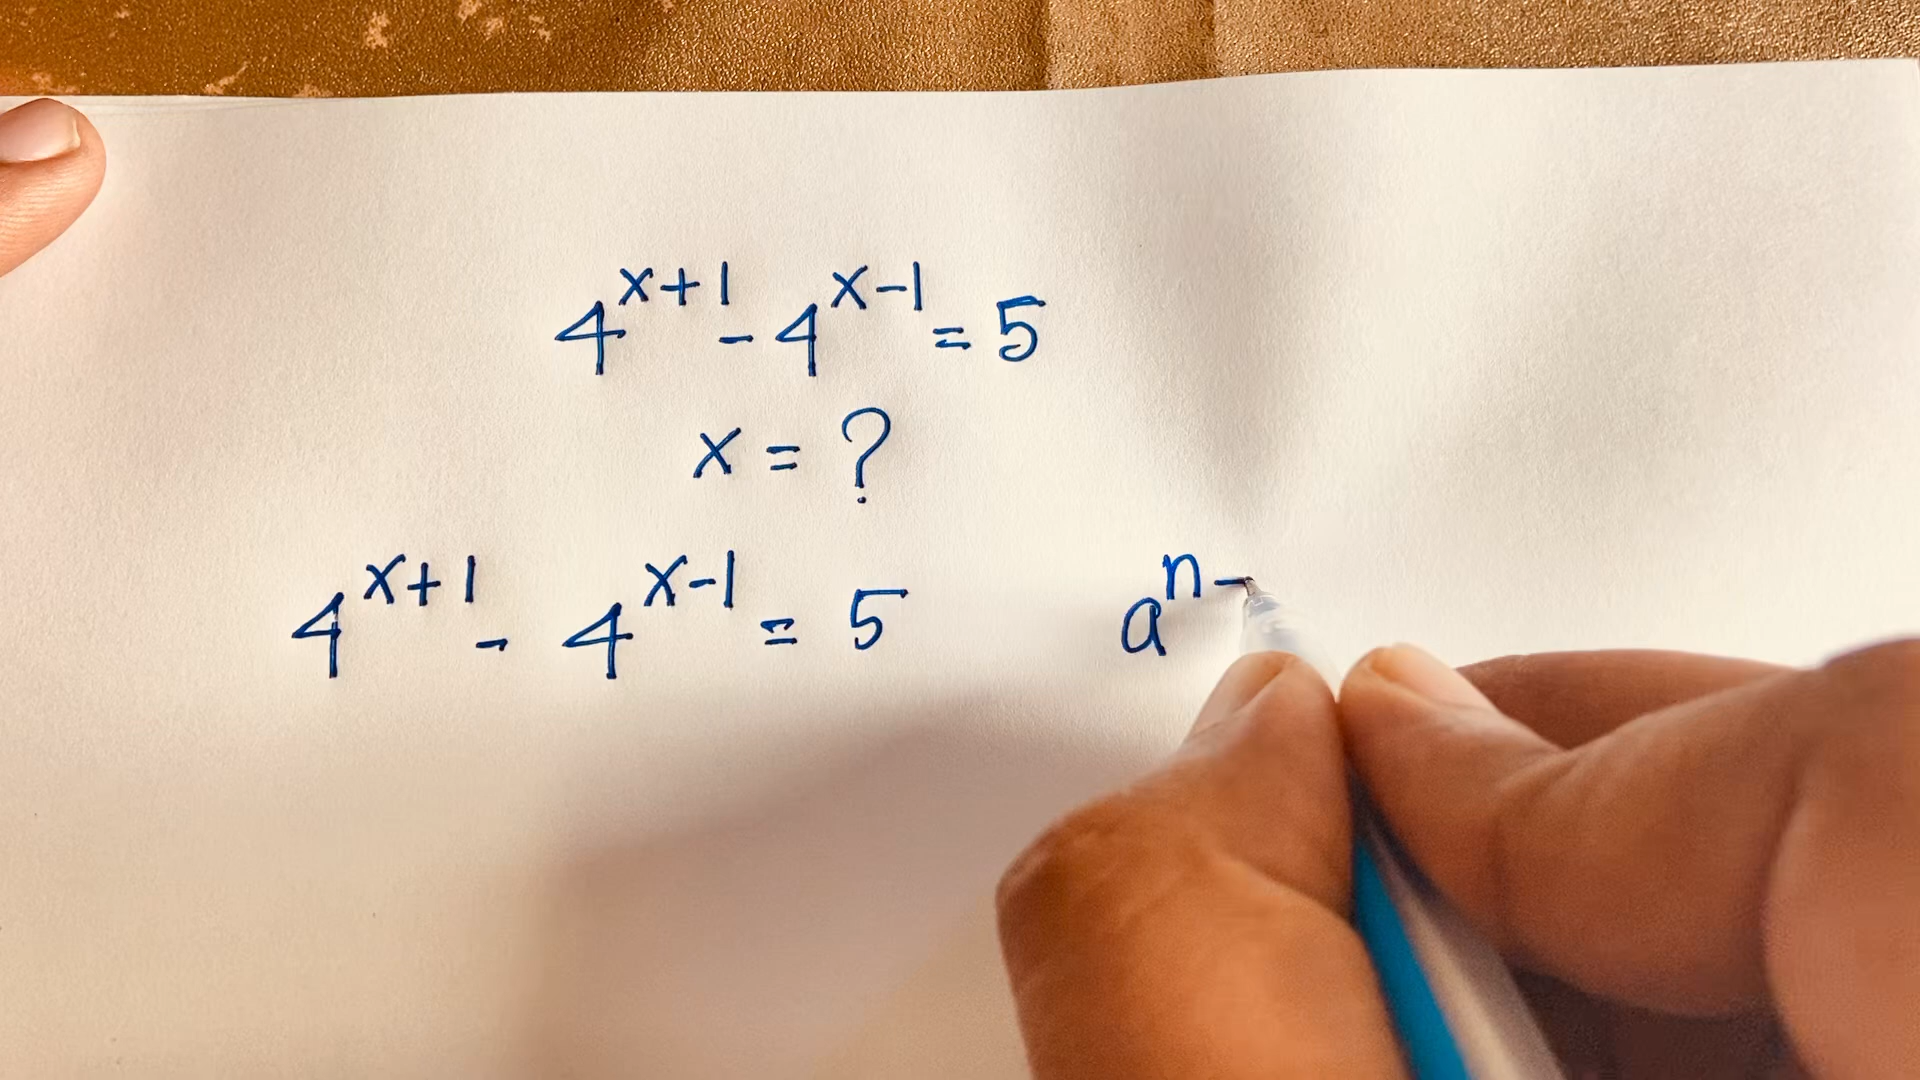 4^{x+1} - 4^{x-1} = 5
x = ?
4^{x+1} - 4^{x-1} = 5
a^{n-